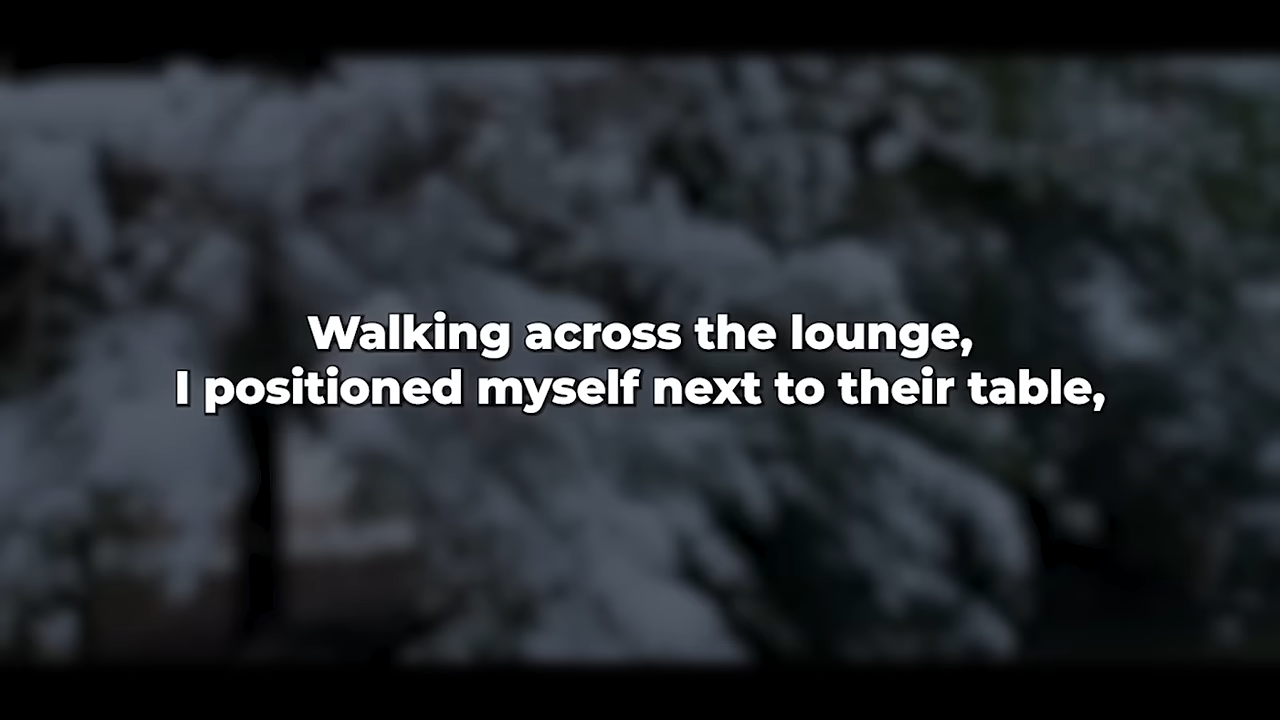 Walking across the lounge,
I positioned myself next to their table,